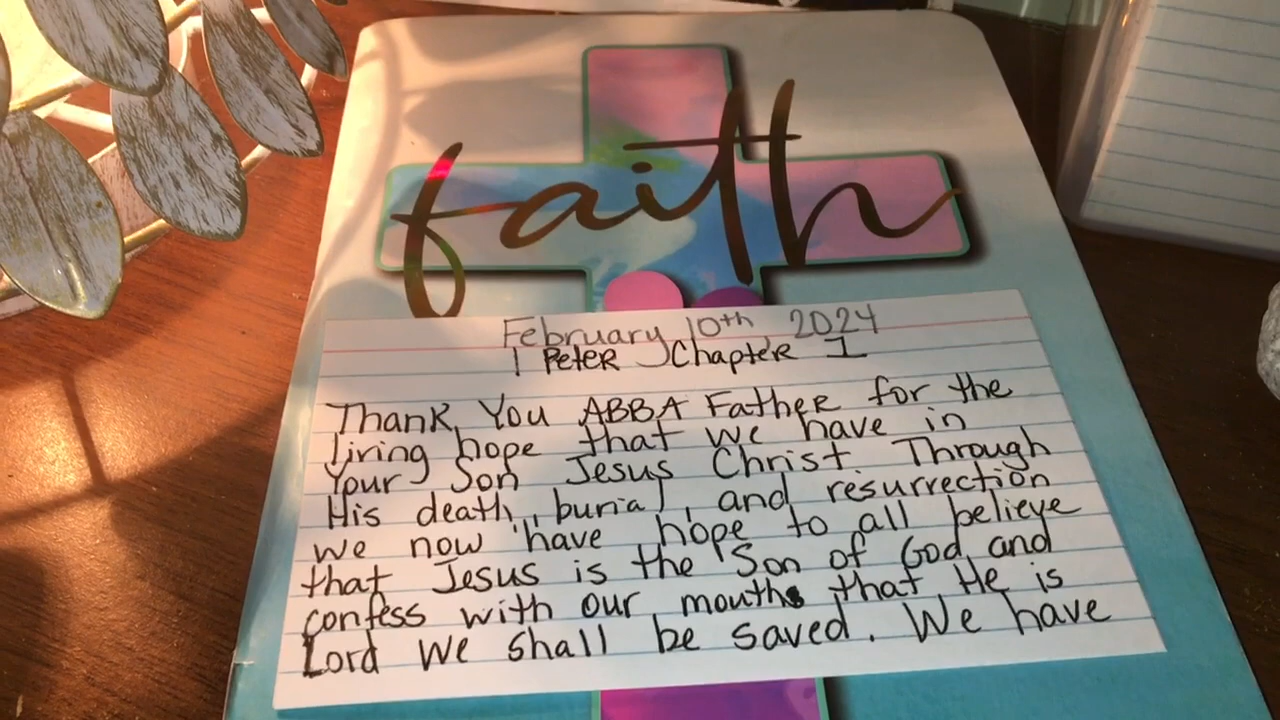 faith
February 10th, 2024
1 Peter Chapter 1
Thank You ABBA Father for the
living hope that we have in
Your Son Jesus Christ. Through
His death, burial, and resurrection
we now have hope to all believe
that Jesus is the Son of God, and
confess with our mouths that He is
Lord we shall be saved. We have